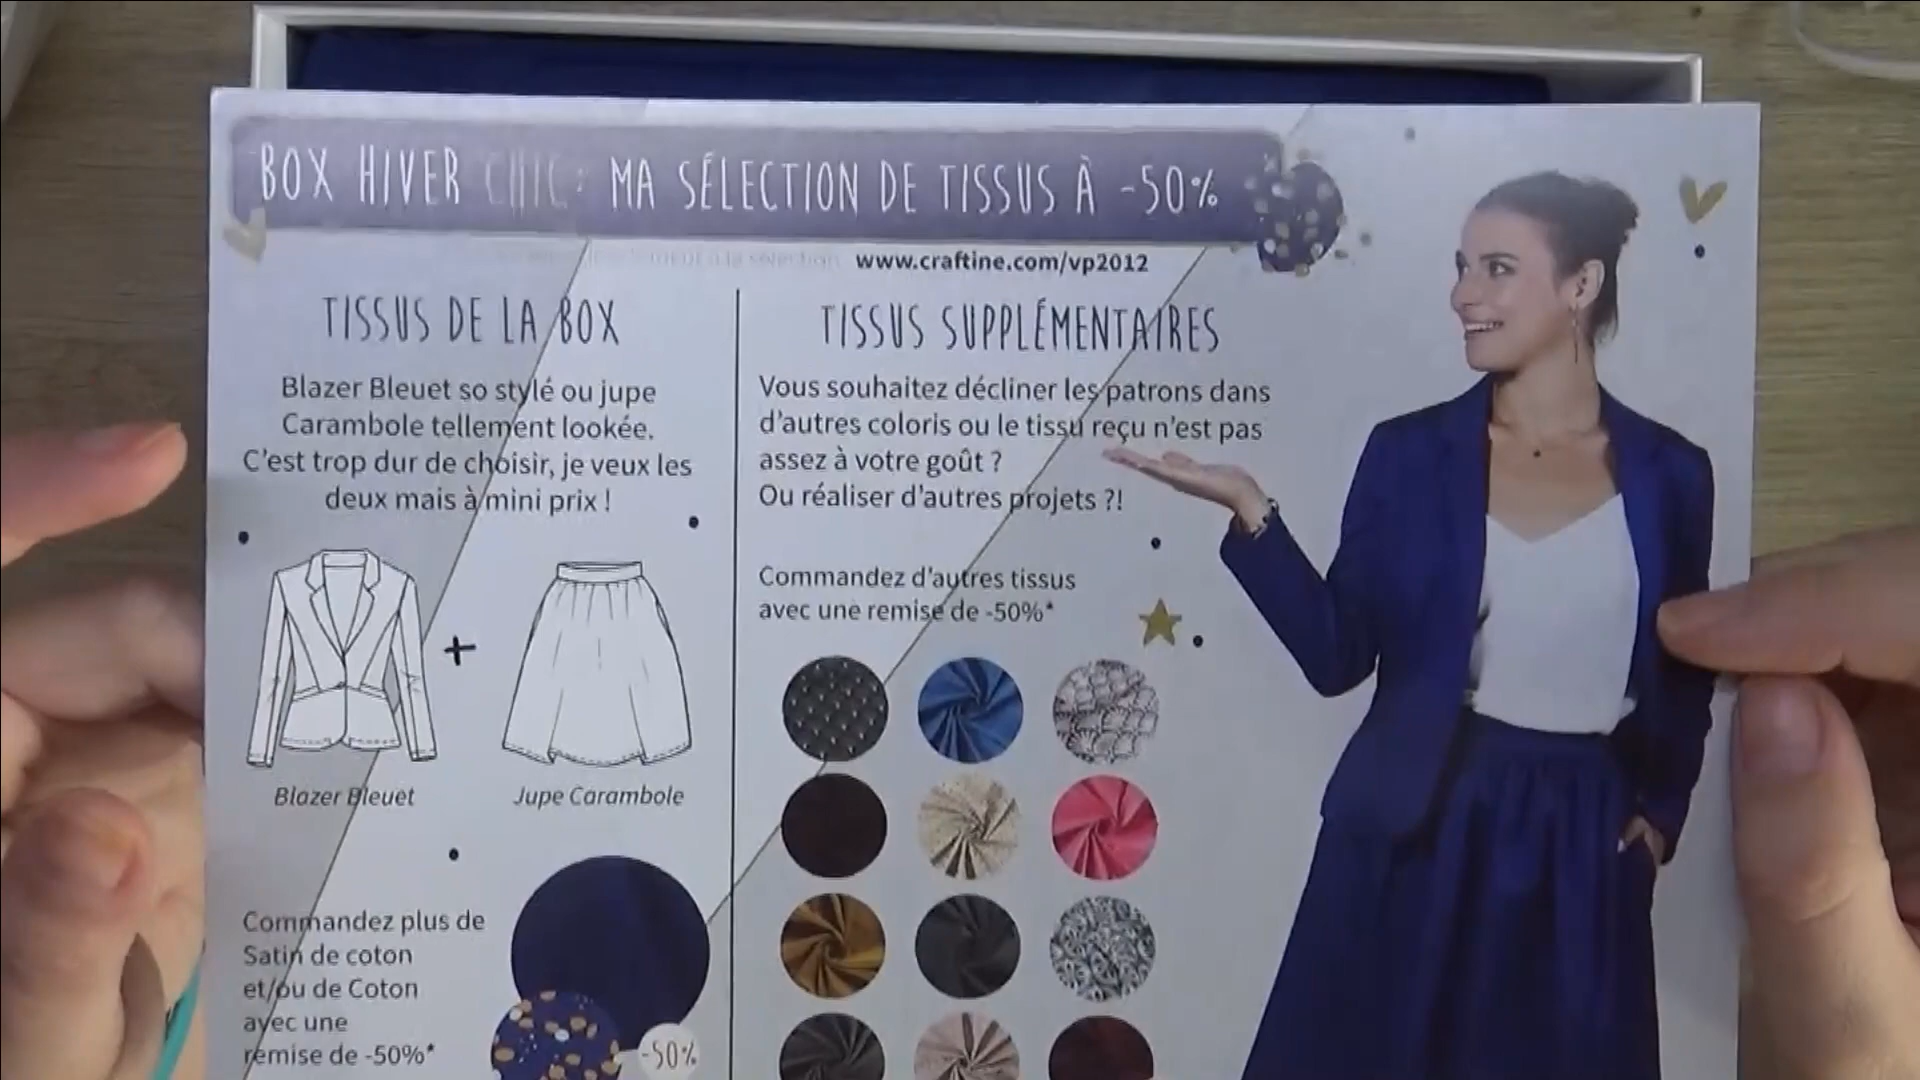 BOX HIVER CHIC : MA SÉLECTION DE TISSUS À -50%
www.craftine.com/vp2012
TISSUS DE LA BOX
Blazer Bleuet so stylé ou jupe
Carambole tellement lookée.
C'est trop dur de choisir, je veux les
deux mais à mini prix !
+
Blazer Bleuet
Jupe Carambole
Commandez plus de
Satin de coton
et/ou de Coton
avec une
remise de -50%*
-50%
TISSUS SUPPLÉMENTAIRES
Vous souhaitez décliner les patrons dans
d'autres coloris ou le tissu reçu n'est pas
assez à votre goût ?
Ou réaliser d'autres projets ?!
Commandez d'autres tissus
avec une remise de -50%*